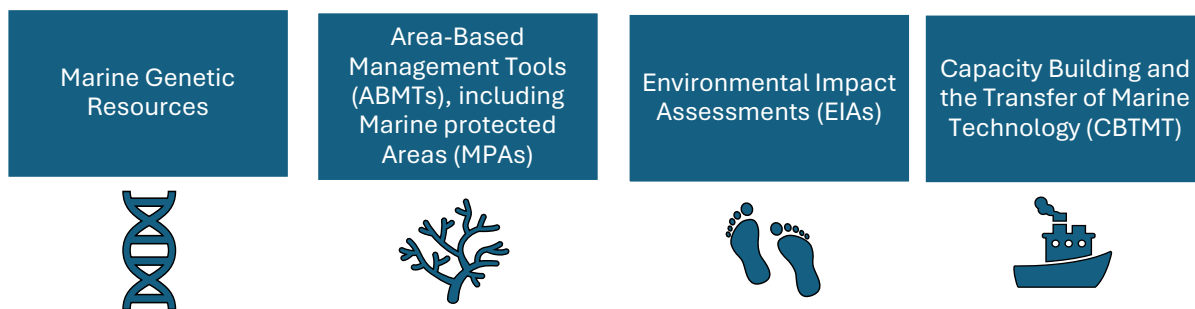 Marine Genetic
Resources
Area-Based
Management Tools
(ABMTs), including
Marine protected
Areas (MPAs)
Environmental Impact
Assessments (EIAs)
Capacity Building and
the Transfer of Marine
Technology (CBTMT)